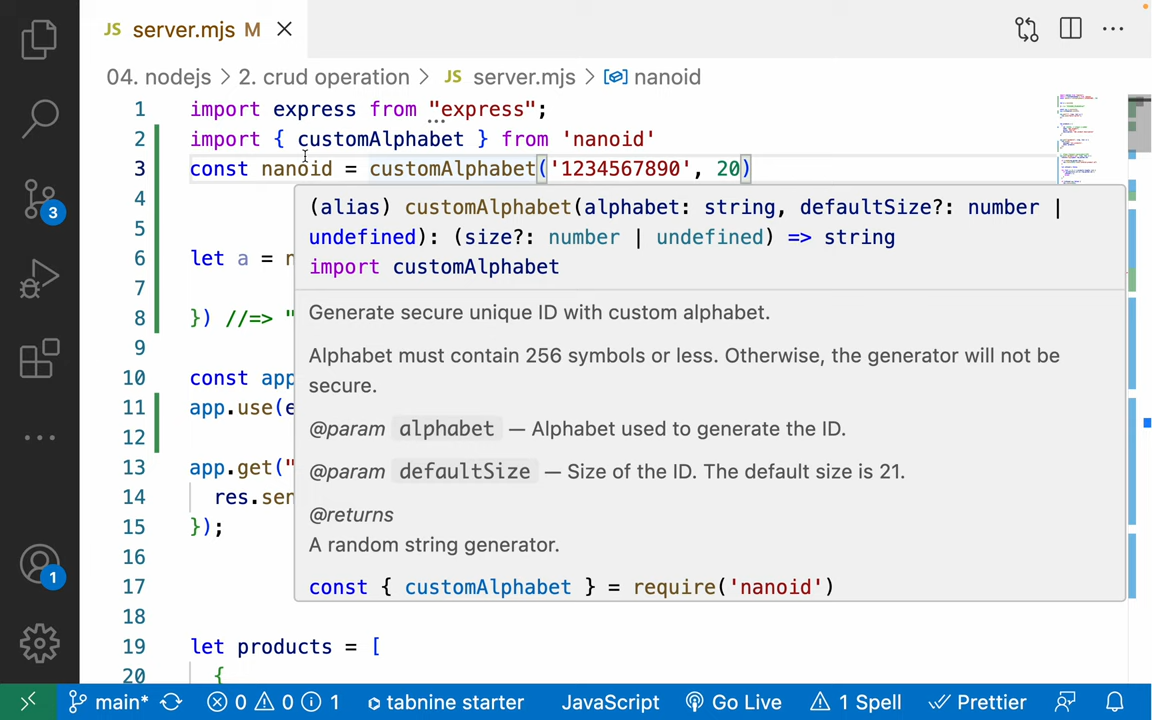 JS server.mjs M
04. nodejs > 2. crud operation > JS server.mjs > nanoid
1 import express from "express";
2 import { customAlphabet } from 'nanoid'
3 const nanoid = customAlphabet('1234567890', 20)
4
(alias) customAlphabet(alphabet: string, defaultSize?: number |
5
undefined): (size?: number | undefined) => string
6 let a = n
import customAlphabet
7
8 }) //=> "
Generate secure unique ID with custom alphabet.
9
Alphabet must contain 256 symbols or less. Otherwise, the generator will not be
10 const app
secure.
11 app.use(e
@param alphabet — Alphabet used to generate the ID.
12
13 app.get("
@param defaultSize — Size of the ID. The default size is 21.
14 res.sen
15 });
@returns
16
A random string generator.
17
const { customAlphabet } = require('nanoid')
18
19 let products = [
20 {
3
1
main* 0 0 1 tabnine starter JavaScript Go Live 1 Spell Prettier